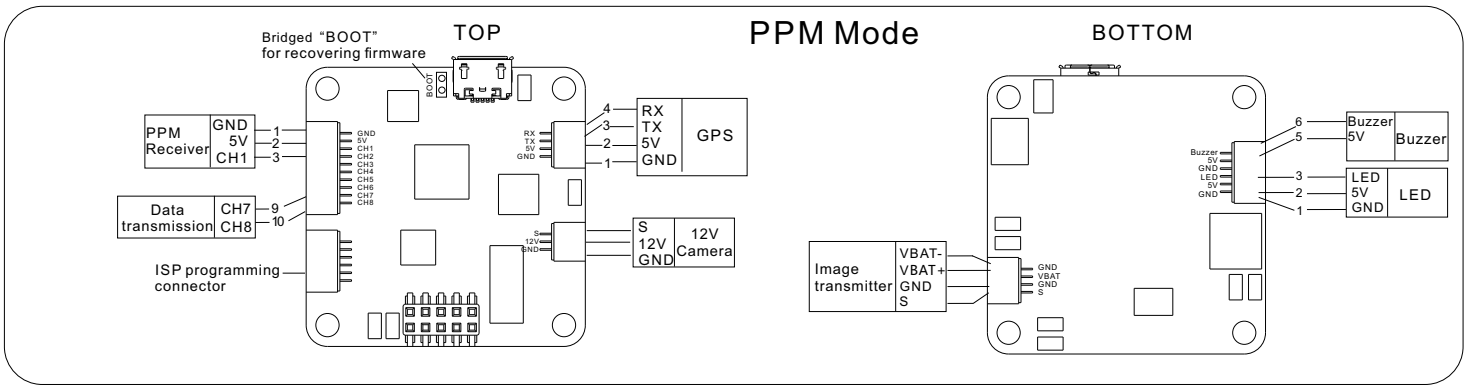 PPM Mode
TOP
Bridged “BOOT”
for recovering firmware
BOOT
PPM
Receiver
GND
5V
CH1
1
2
3
GND
5V
CH1
CH2
CH3
CH4
CH5
CH6
CH7
CH8
Data
transmission
CH7
CH8
9
10
ISP programming
connector
RX
TX
5V
GND
4
3
2
1
RX
TX
5V
GND
GPS
S
12V
GND
S
12V
GND
12V
Camera
BOTTOM
Buzzer
5V
GND
LED
5V
GND
6
5
Buzzer
5V
Buzzer
3
2
1
LED
5V
GND
LED
Image
transmitter
VBAT-
VBAT+
GND
S
GND
VBAT
GND
S